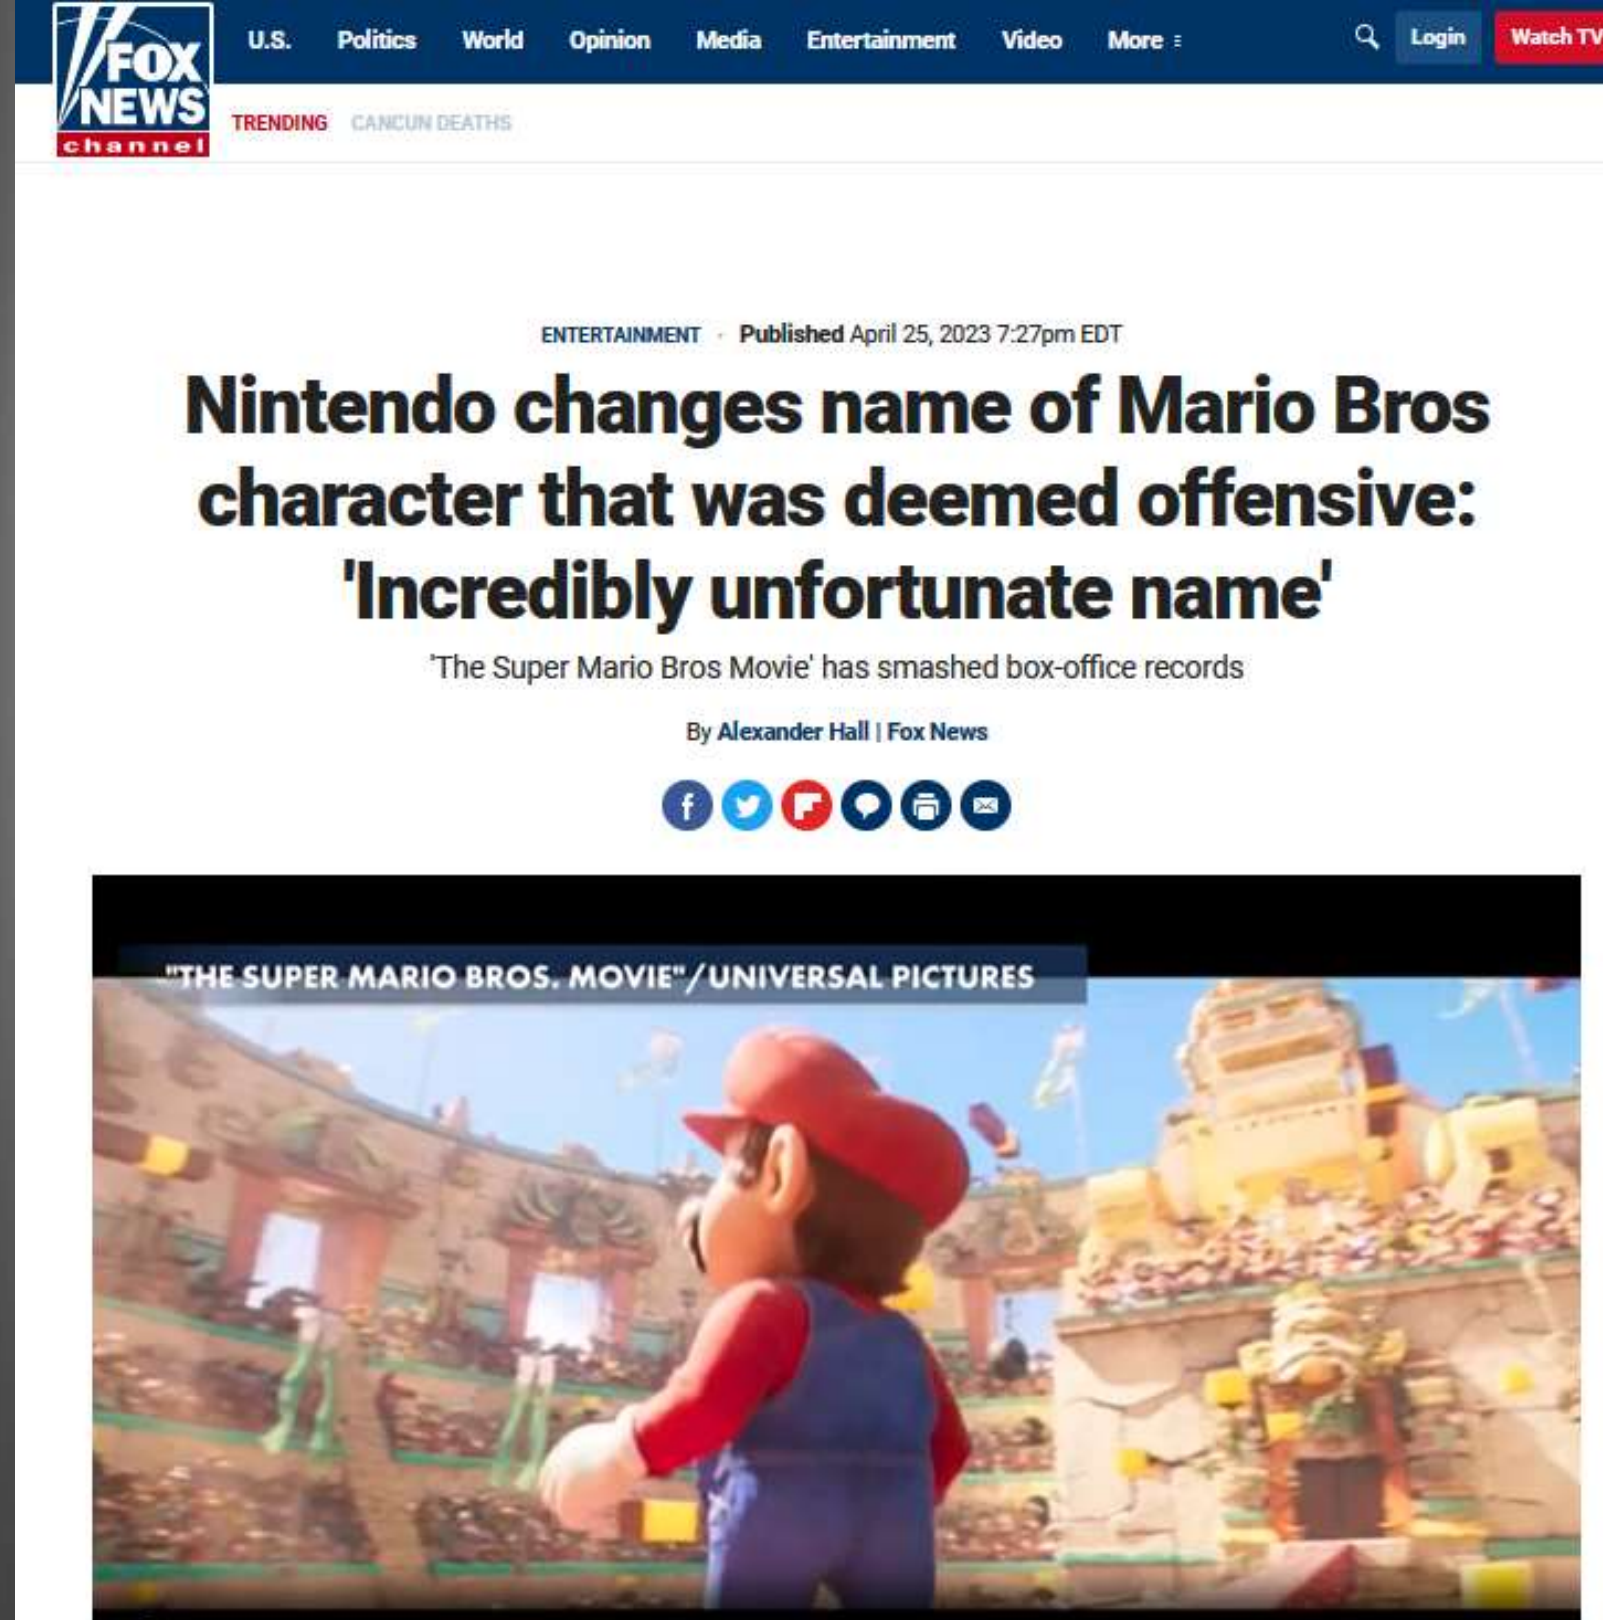 FOX
NEWS
channel
U.S. Politics World Opinion Media Entertainment Video More Login Watch TV
TRENDING CANCUN DEATHS
ENTERTAINMENT · Published April 25, 2023 7:27pm EDT
Nintendo changes name of Mario Bros
character that was deemed offensive:
'Incredibly unfortunate name'
'The Super Mario Bros Movie' has smashed box-office records
By Alexander Hall | Fox News
"THE SUPER MARIO BROS. MOVIE"/UNIVERSAL PICTURES